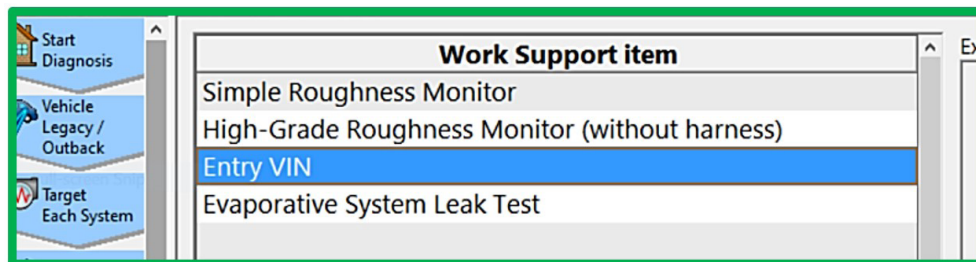 Start
Diagnosis
Vehicle
Legacy /
Outback
Target
Each System
Work Support item
Simple Roughness Monitor
High-Grade Roughness Monitor (without harness)
Entry VIN
Evaporative System Leak Test